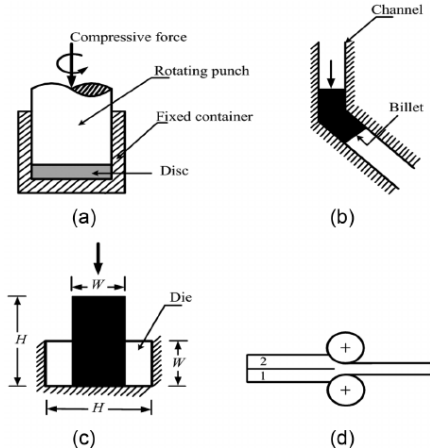 Compressive force
Rotating punch
Fixed container
Disc
(a)
Channel
Billet
(b)
W
Die
H
W
H
(c)
2
1
+
+
(d)